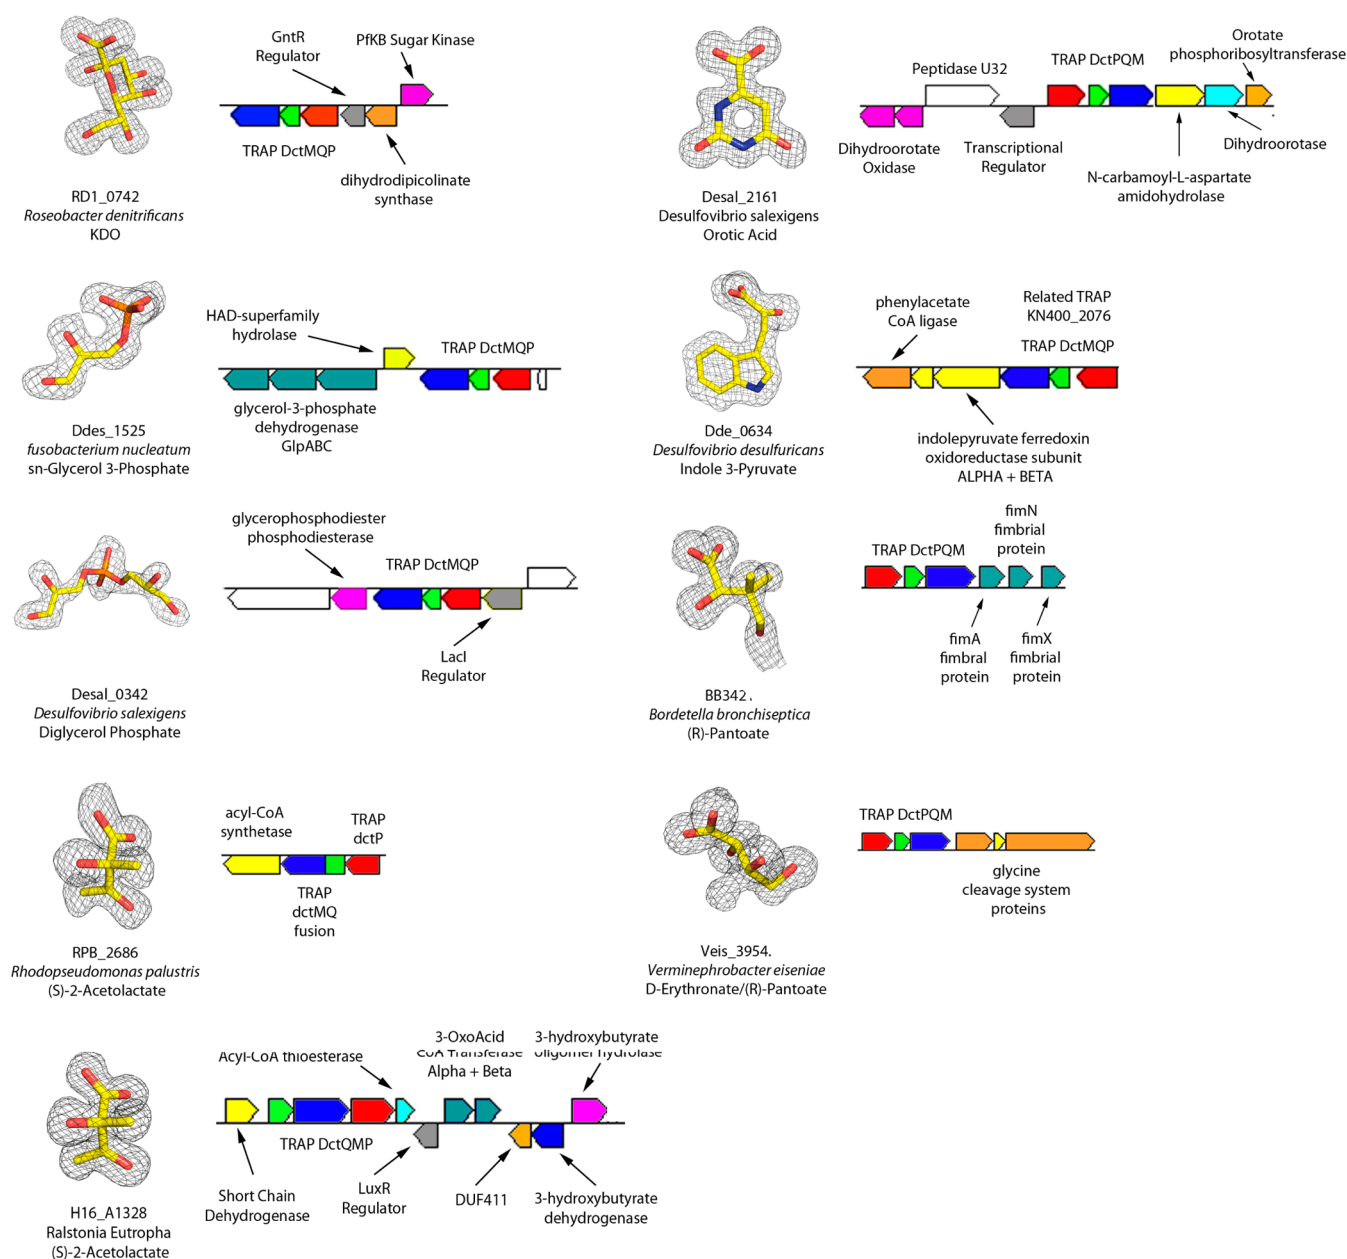 GntR
Regulator
PfKB Sugar Kinase
TRAP DctMQP
dihydrodipicolinate
synthase
RD1_0742
Roseobacter denitrificans
KDO
Orotate
phosphoribosyltransferase
TRAP DctPQM
Peptidase U32
Dihydroorotate
Oxidase
Transcriptional
Regulator
Dihydroorotase
N-carbamoyl-L-aspartate
amidohydrolase
Desal_2161
Desulfovibrio salexigens
Orotic Acid
HAD-superfamily
hydrolase
TRAP DctMQP
glycerol-3-phosphate
dehydrogenase
GlpABC
Ddes_1525
fusobacterium nucleatum
sn-Glycerol 3-Phosphate
phenylacetate
CoA ligase
Related TRAP
KN400_2076
TRAP DctMQP
indolepyruvate ferredoxin
oxidoreductase subunit
ALPHA + BETA
Dde_0634
Desulfovibrio desulfuricans
Indole 3-Pyruvate
glycerophosphodiester
phosphodiesterase
TRAP DctMQP
LacI
Regulator
Desal_0342
Desulfovibrio salexigens
Diglycerol Phosphate
fimN
fimbrial
protein
TRAP DctPQM
fimA
fimbral
protein
fimX
fimbrial
protein
BB342 .
Bordetella bronchiseptica
(R)-Pantoate
acyl-CoA
synthetase
TRAP
dctP
TRAP
dctMQ
fusion
RPB_2686
Rhodopseudomonas palustris
(S)-2-Acetolactate
TRAP DctPQM
glycine
cleavage system
proteins
Veis_3954.
Verminephrobacter eiseniae
D-Erythronate/(R)-Pantoate
Acyl-CoA thioesterase
3-OxoAcid
CoA Transferase
Alpha + Beta
3-hydroxybutyrate
oligomer hydrolase
TRAP DctQMP
Short Chain
Dehydrogenase
LuxR
Regulator
DUF411
3-hydroxybutyrate
dehydrogenase
H16_A1328
Ralstonia Eutropha
(S)-2-Acetolactate